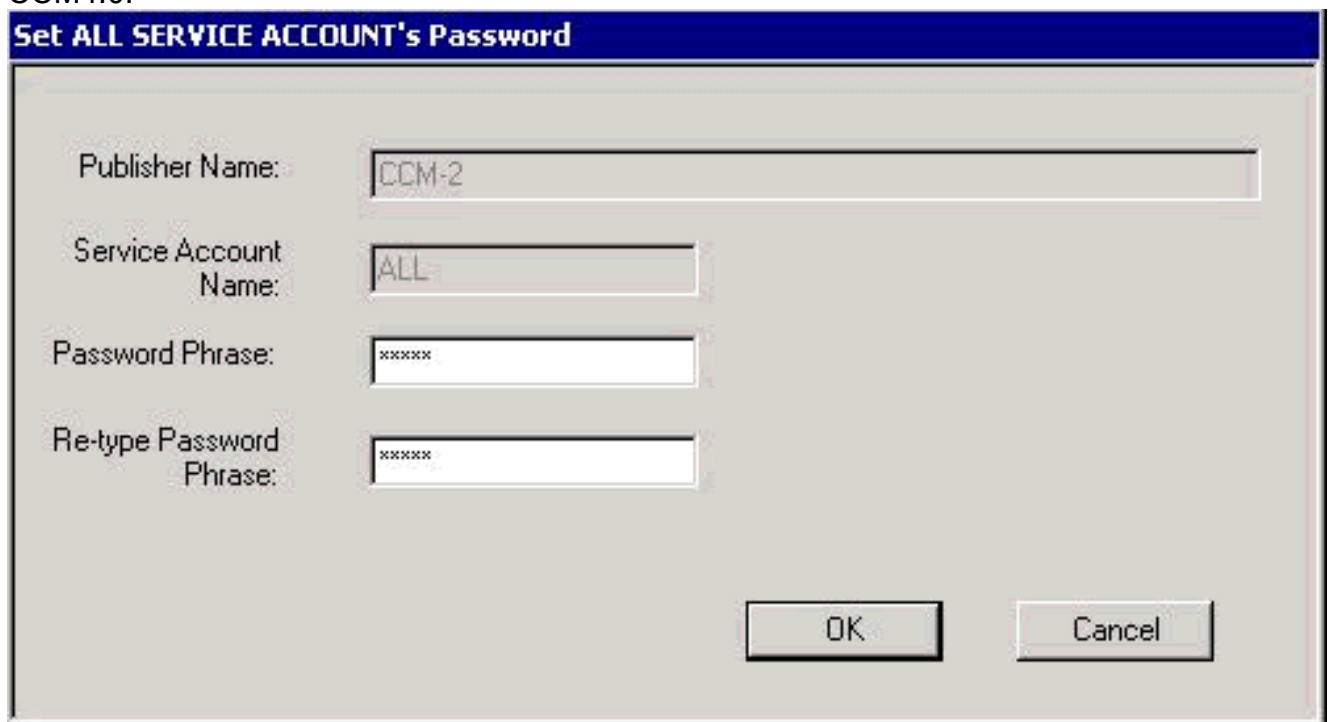 Set ALL SERVICE ACCOUNT's Password
Publisher Name:
CCM-2
Service Account
Name:
ALL
Password Phrase:
*****
Re-type Password
Phrase:
*****
OK
Cancel